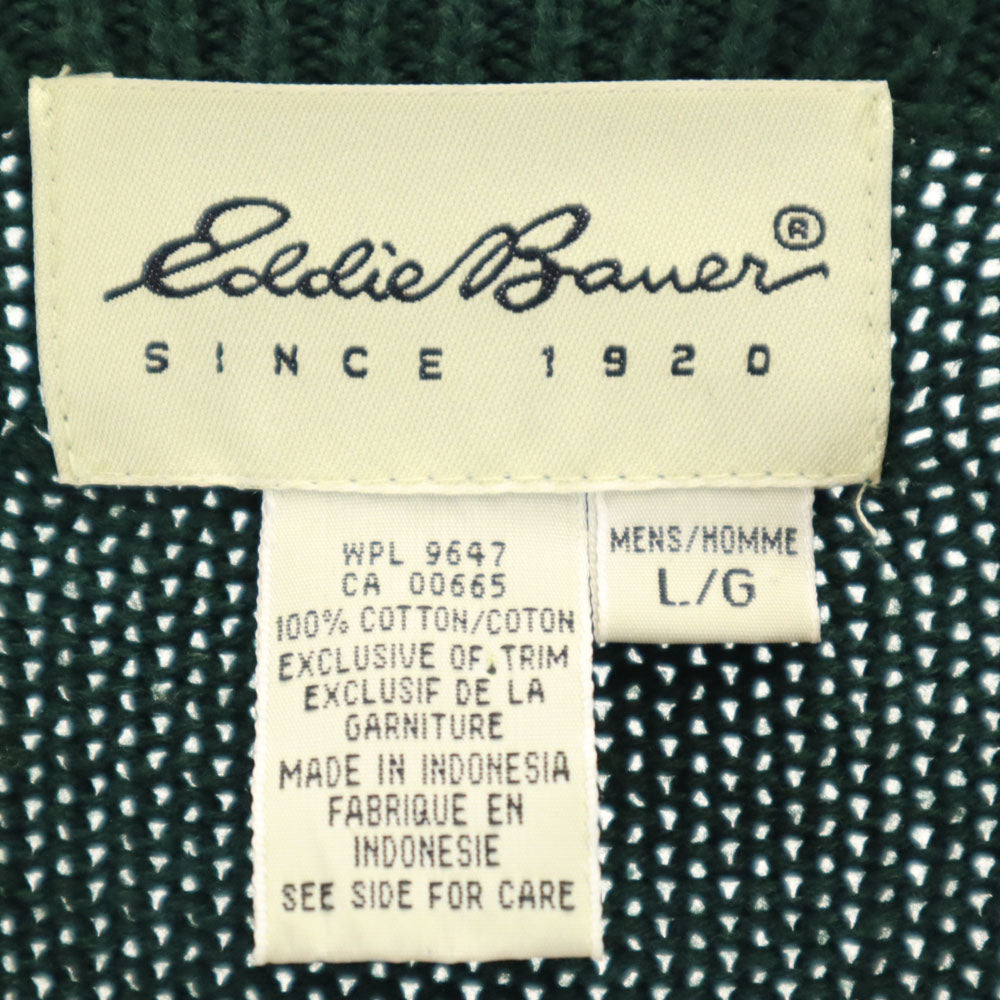 Eddie Bauer®
SINCE 1920
WPL 9647
CA 00665
100% COTTON/COTON
EXCLUSIVE OF TRIM
EXCLUSIF DE LA
GARNITURE
MADE IN INDONESIA
FABRIQUE EN
INDONESIE
SEE SIDE FOR CARE
MENS/HOMME
L/G